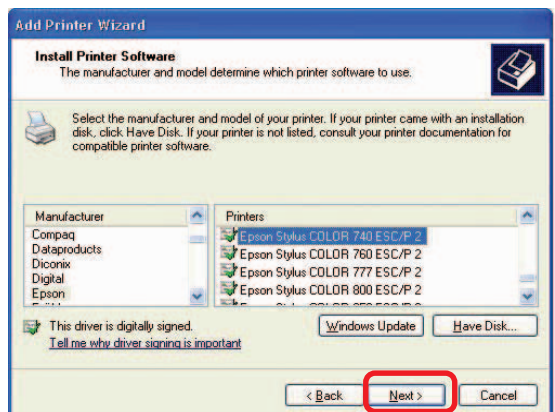 Add Printer Wizard
Install Printer Software
The manufacturer and model determine which printer software to use.
Select the manufacturer and model of your printer. If your printer came with an installation
disk, click Have Disk. If your printer is not listed, consult your printer documentation for
compatible printer software.
Manufacturer
Compaq
Dataproducts
Diconix
Digital
Epson
Printers
Epson Stylus COLOR 740 ESC/P 2
Epson Stylus COLOR 760 ESC/P 2
Epson Stylus COLOR 777 ESC/P 2
Epson Stylus COLOR 800 ESC/P 2
This driver is digitally signed.
Tell me why driver signing is important
Windows Update
Have Disk...
< Back
Next >
Cancel